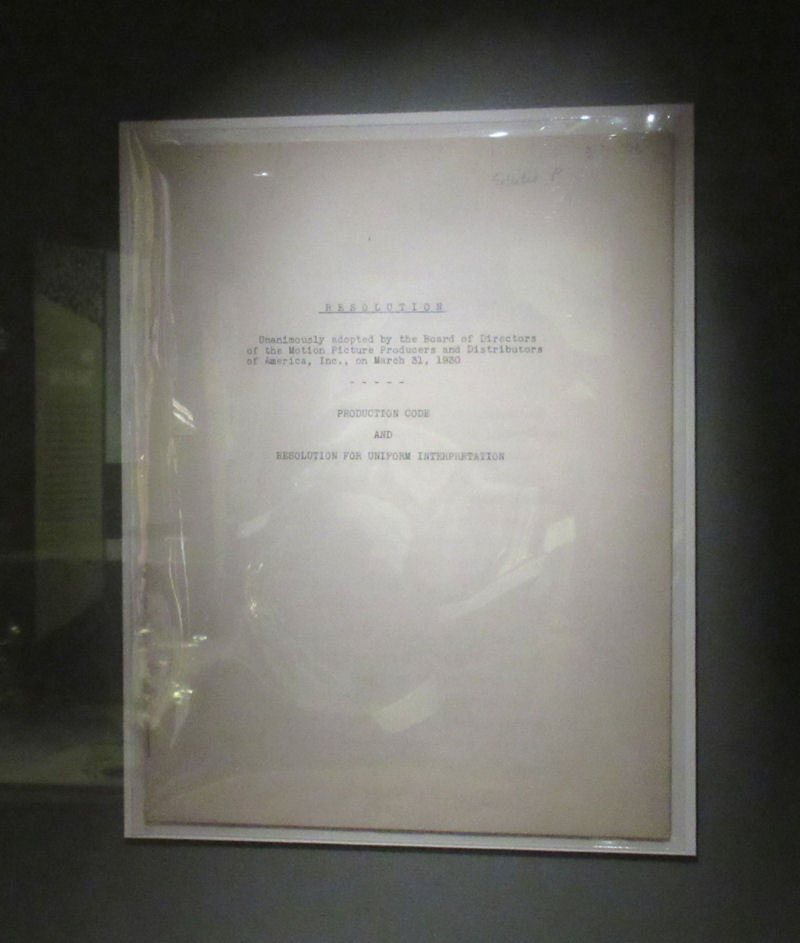 RESOLUTION
Unanimously adopted by the Board of Directors
of the Motion Picture Producers and Distributors
of America, Inc., on March 31, 1930
- - - - -
PRODUCTION CODE
AND
RESOLUTION FOR UNIFORM INTERPRETATION